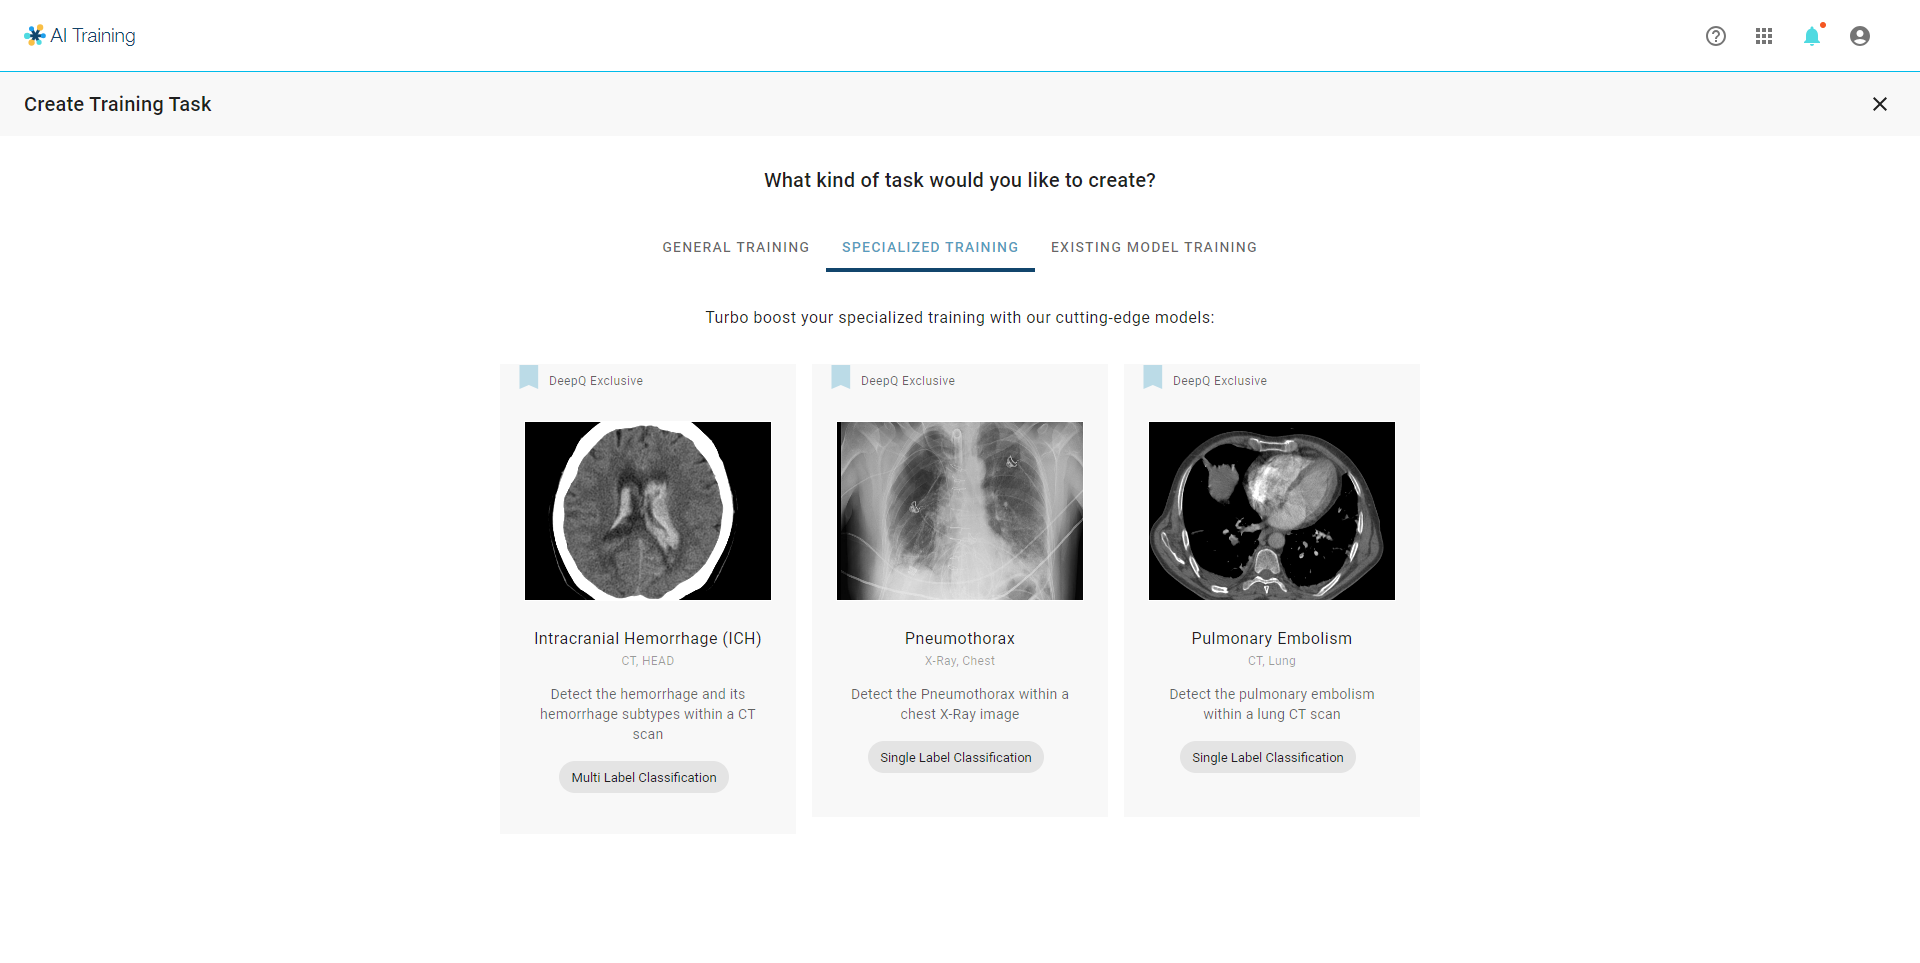 AI Training
Create Training Task
What kind of task would you like to create?
GENERAL TRAINING
SPECIALIZED TRAINING
EXISTING MODEL TRAINING
Turbo boost your specialized training with our cutting-edge models:
DeepQ Exclusive
Intracranial Hemorrhage (ICH)
CT, HEAD
Detect the hemorrhage and its
hemorrhage subtypes within a CT
scan
Multi Label Classification
DeepQ Exclusive
Pneumothorax
X-Ray, Chest
Detect the Pneumothorax within a
chest X-Ray image
Single Label Classification
DeepQ Exclusive
Pulmonary Embolism
CT, Lung
Detect the pulmonary embolism
within a lung CT scan
Single Label Classification